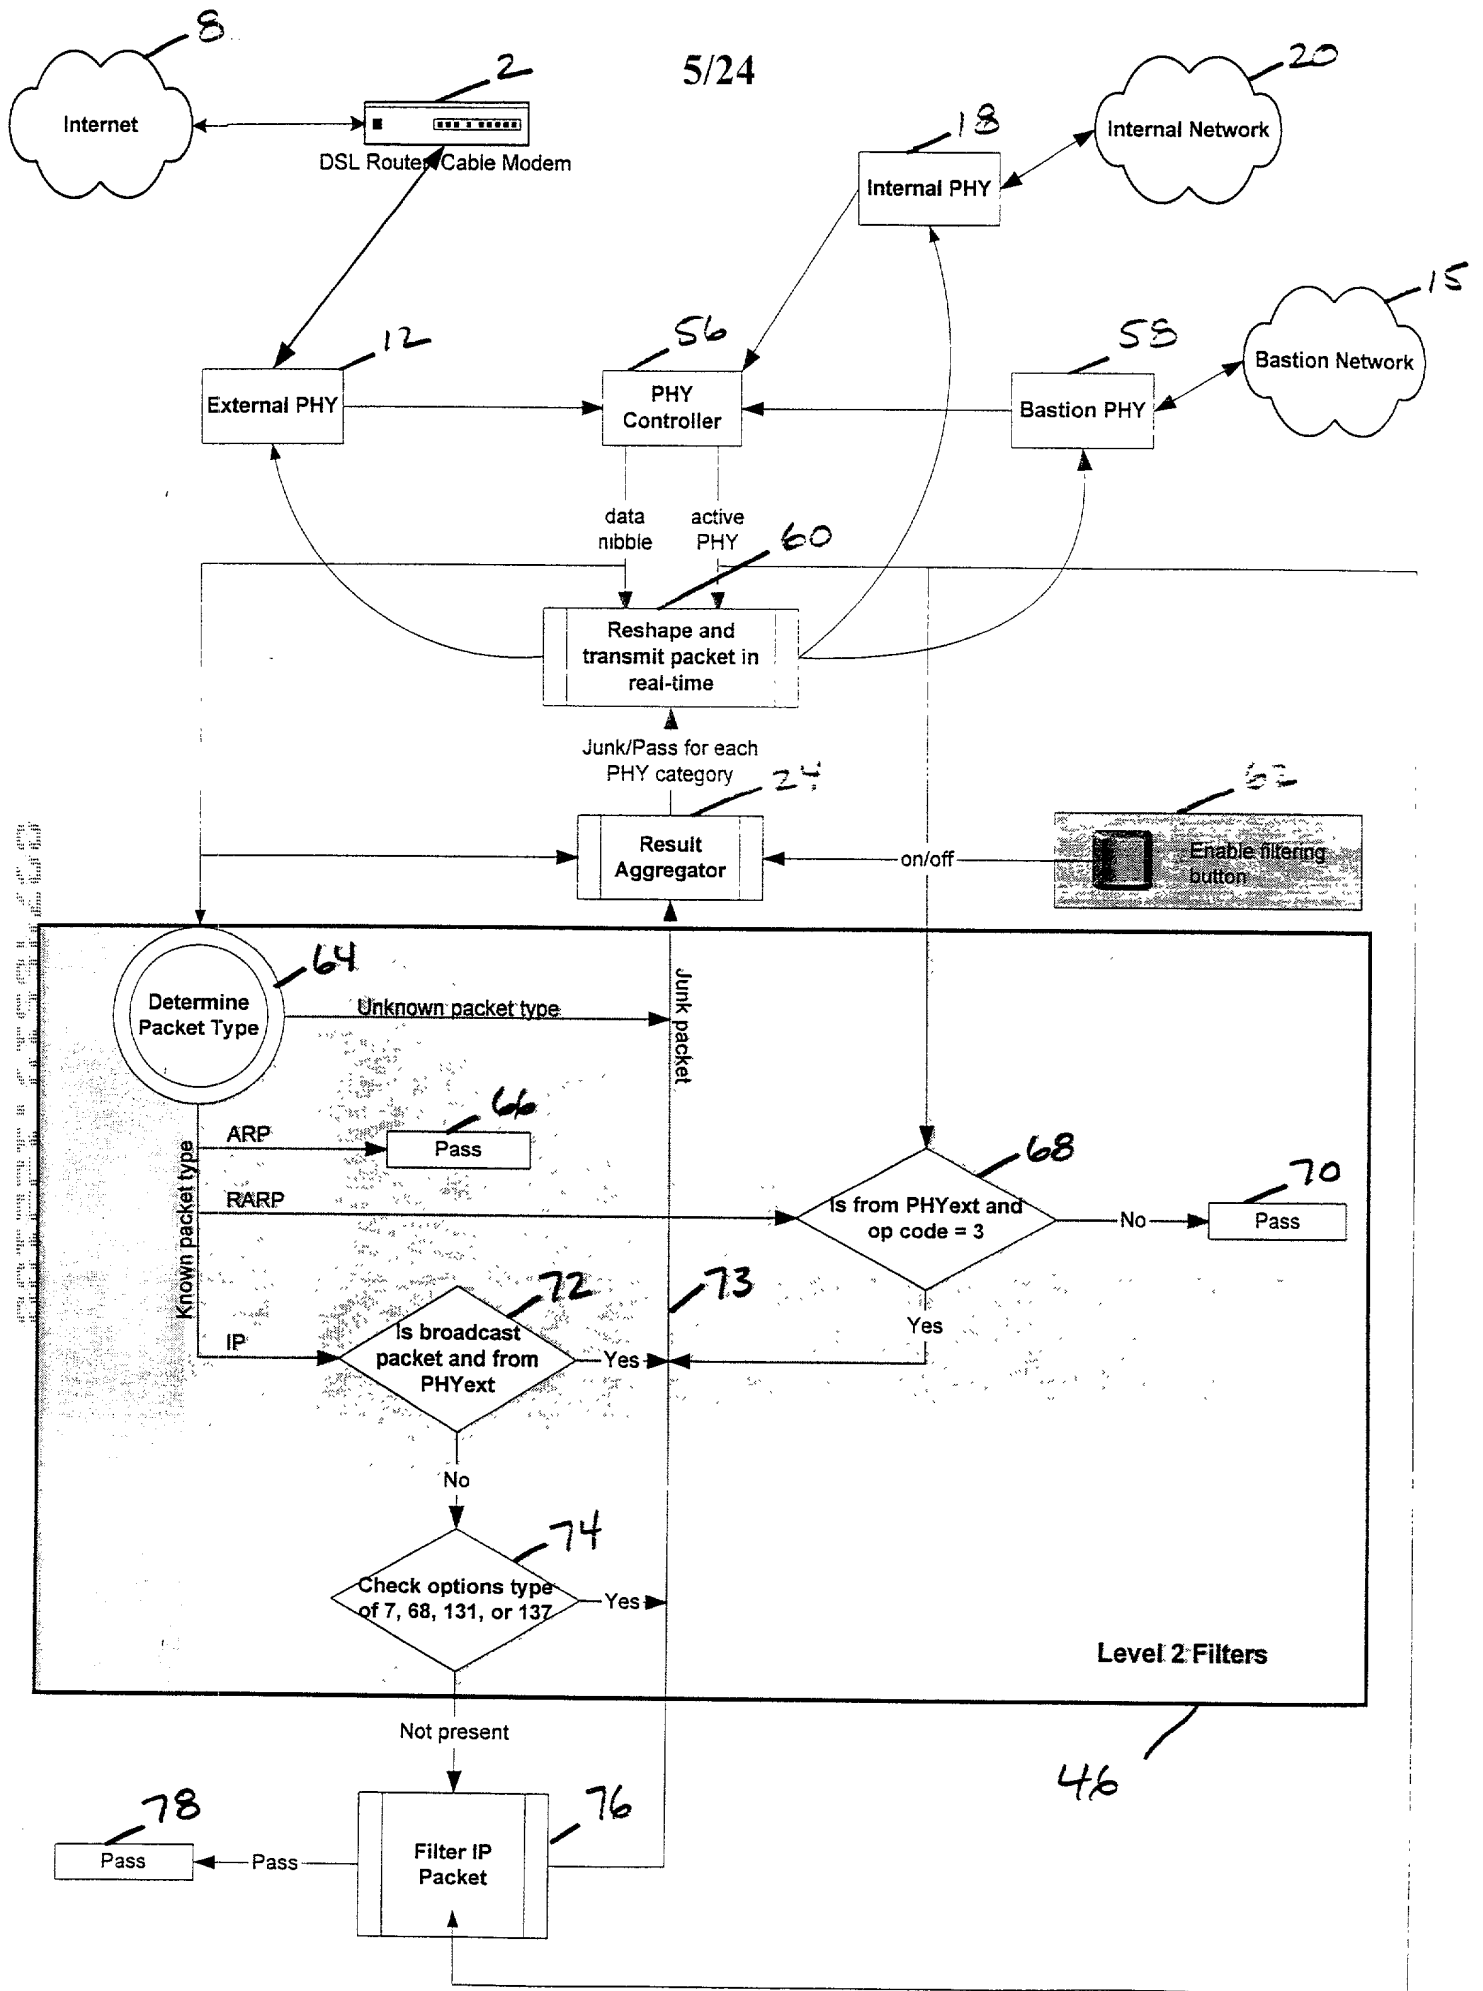 8
2
5/24
20
Internet
18
Internal Network
DSL Router Cable Modem
Internal PHY
15
12
56
58
Bastion Network
External PHY
PHY
Controller
Bastion PHY
data
nibble
active
PHY
60
Reshape and
transmit packet in
real-time
Junk/Pass for each
PHY category
24
62
Result
Aggregator
on/off
Enable filtering
button
64
Determine
Packet Type
Unknown packet type
Junk packet
66
ARP
Pass
68
70
Known packet type
RARP
Is from PHYext and
op code = 3
No
Pass
72
73
IP
Is broadcast
packet and from
PHYext
Yes
Yes
No
74
Check options type
of 7, 68, 131, or 137
Yes
Level 2 Filters
Not present
46
78
76
Pass
Pass
Filter IP
Packet